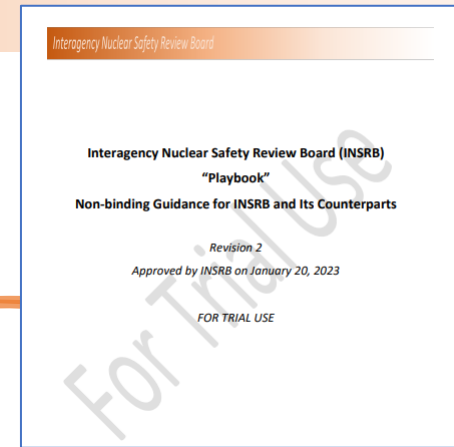 Interagency Nuclear Safety Review Board
Interagency Nuclear Safety Review Board (INSRB)
“Playbook”
Non-binding Guidance for INSRB and Its Counterparts
Revision 2
Approved by INSRB on January 20, 2023
FOR TRIAL USE
For Trial Use